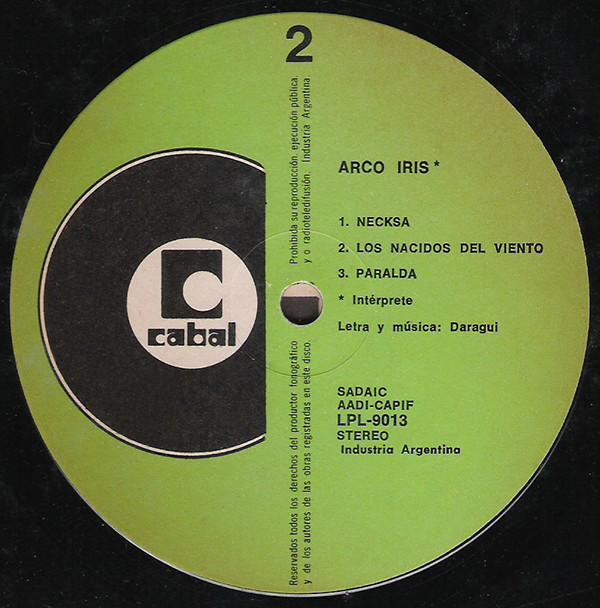 2
ARCO IRIS *
1. NECKSA
2. LOS NACIDOS DEL VIENTO
3. PARALDA
* Intérprete
Letra y música: Daragui
SADAIC
AADI-CAPIF
LPL-9013
STEREO
Industria Argentina
cabal
Reservados todos los derechos del productor fonográfico
y de los autores de las obras registradas en este disco.
Prohibida su reproducción, ejecución pública,
y o radioteledifusión. Industria Argentina